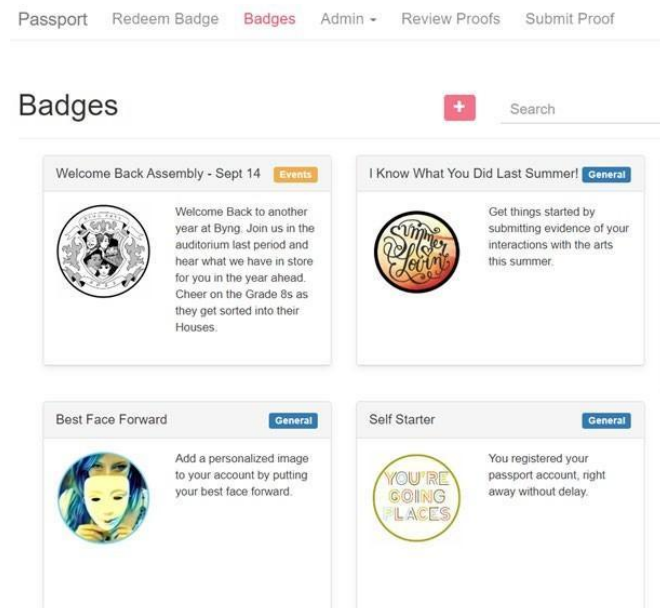 Passport Redeem Badge Badges Admin Review Proofs Submit Proof
Badges
+ Search
Welcome Back Assembly - Sept 14 Events
Welcome Back to another
year at Byng. Join us in the
auditorium last period and
hear what we have in store
for you in the year ahead.
Cheer on the Grade 8s as
they get sorted into their
Houses.
I Know What You Did Last Summer! General
Summer
Lovin
Get things started by
submitting evidence of your
interactions with the arts
this summer.
Best Face Forward General
Add a personalized image
to your account by putting
your best face forward.
Self Starter General
YOU'RE
GOING
PLACES
You registered your
passport account, right
away without delay.